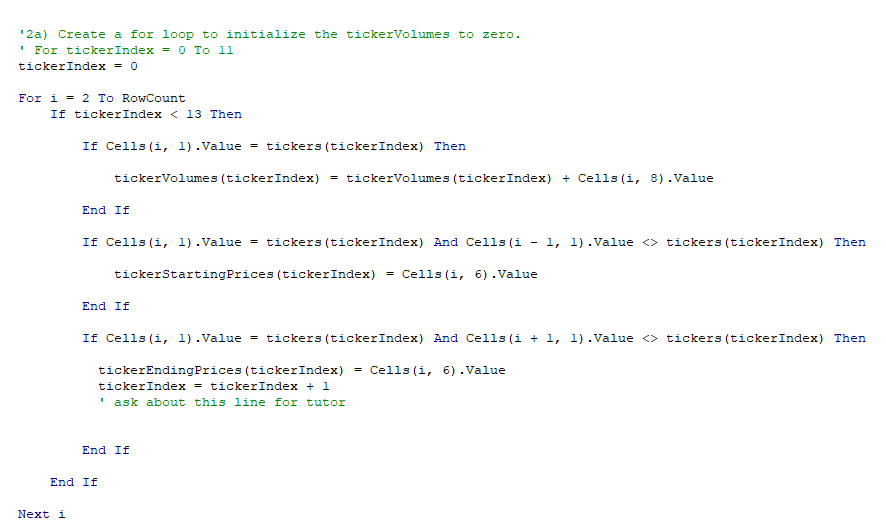 '2a) Create a for loop to initialize the tickerVolumes to zero.
' For tickerIndex = 0 To 11
tickerIndex = 0
For i = 2 To RowCount
If tickerIndex < 13 Then
If Cells(i, 1).Value = tickers(tickerIndex) Then
tickerVolumes(tickerIndex) = tickerVolumes(tickerIndex) + Cells(i, 8).Value
End If
If Cells(i, 1).Value = tickers(tickerIndex) And Cells(i - 1, 1).Value <> tickers(tickerIndex) Then
tickerStartingPrices(tickerIndex) = Cells(i, 6).Value
End If
If Cells(i, 1).Value = tickers(tickerIndex) And Cells(i + 1, 1).Value <> tickers(tickerIndex) Then
tickerEndingPrices(tickerIndex) = Cells(i, 6).Value
tickerIndex = tickerIndex + 1
' ask about this line for tutor
End If
End If
Next i